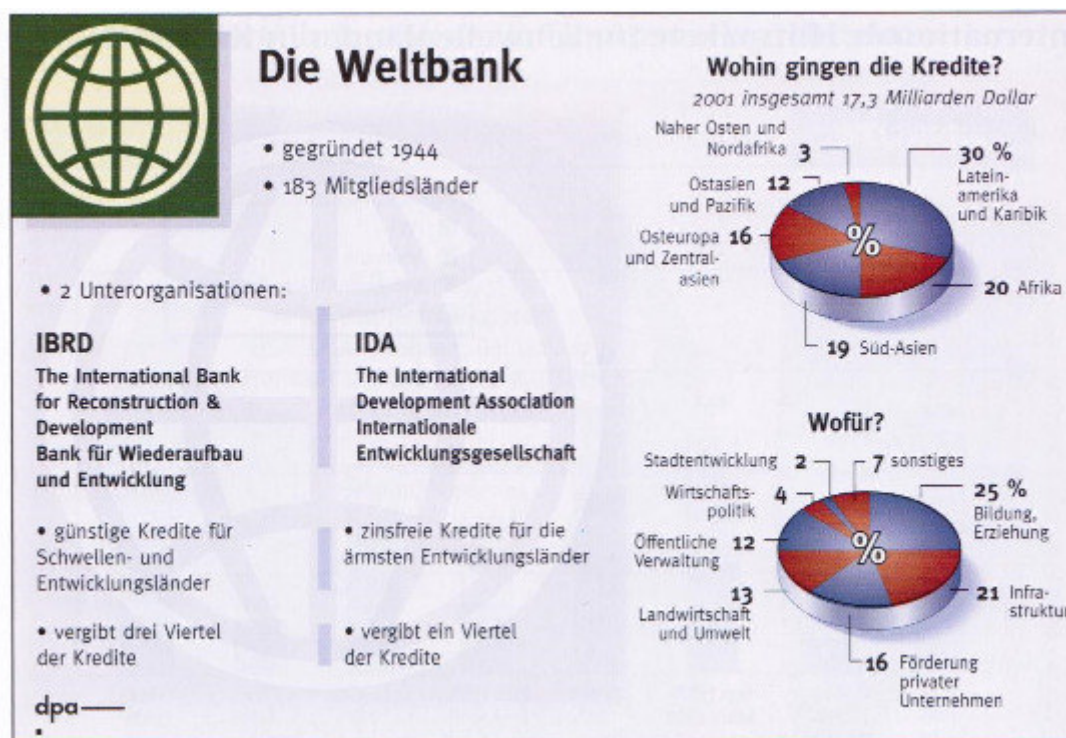 Die Weltbank
• gegründet 1944
• 183 Mitgliedsländer
• 2 Unterorganisationen:
IBRD
The International Bank
for Reconstruction &
Development
Bank für Wiederaufbau
und Entwicklung
• günstige Kredite für
Schwellen- und
Entwicklungsländer
• vergibt drei Viertel
der Kredite
IDA
The International
Development Association
Internationale
Entwicklungsgesellschaft
• zinsfreie Kredite für die
ärmsten Entwicklungsländer
• vergibt ein Viertel
der Kredite
dpa
Wohin gingen die Kredite?
2001 insgesamt 17,3 Milliarden Dollar
Naher Osten und
Nordafrika 3
30 %
Latein-
amerika
und Karibik
Ostasien 12
und Pazifik
Osteuropa 16
und Zentral-
asien
%
20 Afrika
19 Süd-Asien
Wofür?
Stadtentwicklung 2
7 sonstiges
Wirtschafts-
politik 4
25 %
Bildung,
Erziehung
Öffentliche 12
Verwaltung
%
13
Landwirtschaft
und Umwelt
21 Infra-
struktur
16 Förderung
privater
Unternehmen